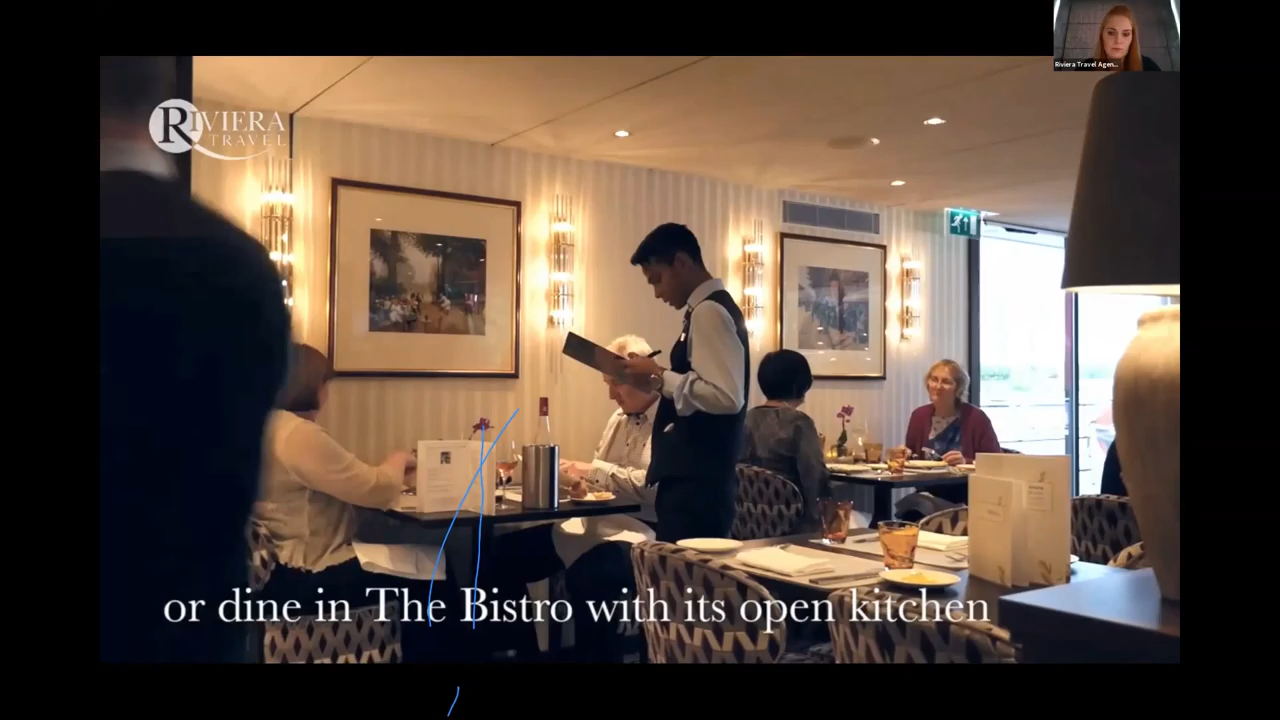 Riviera Travel Agen...
RIVIERA
TRAVEL
or dine in The Bistro with its open kitchen